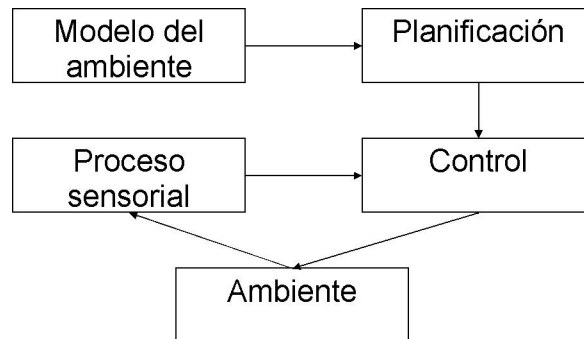 Modelo del
ambiente
Planificación
Proceso
sensorial
Control
Ambiente